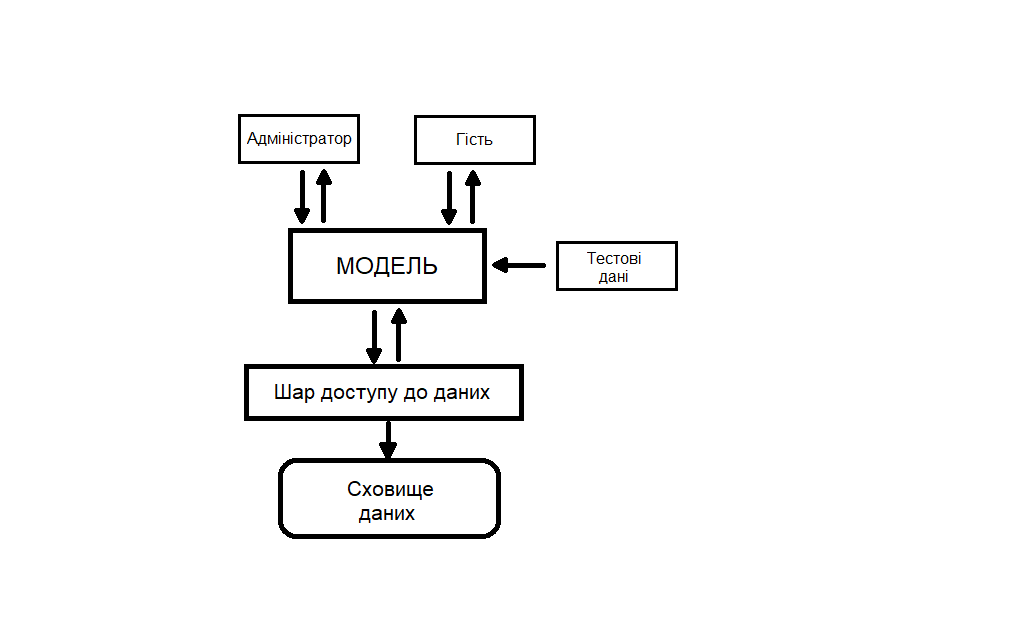 Адміністратор
Гість
МОДЕЛЬ
Тестові
дані
Шар доступу до даних
Сховище
даних